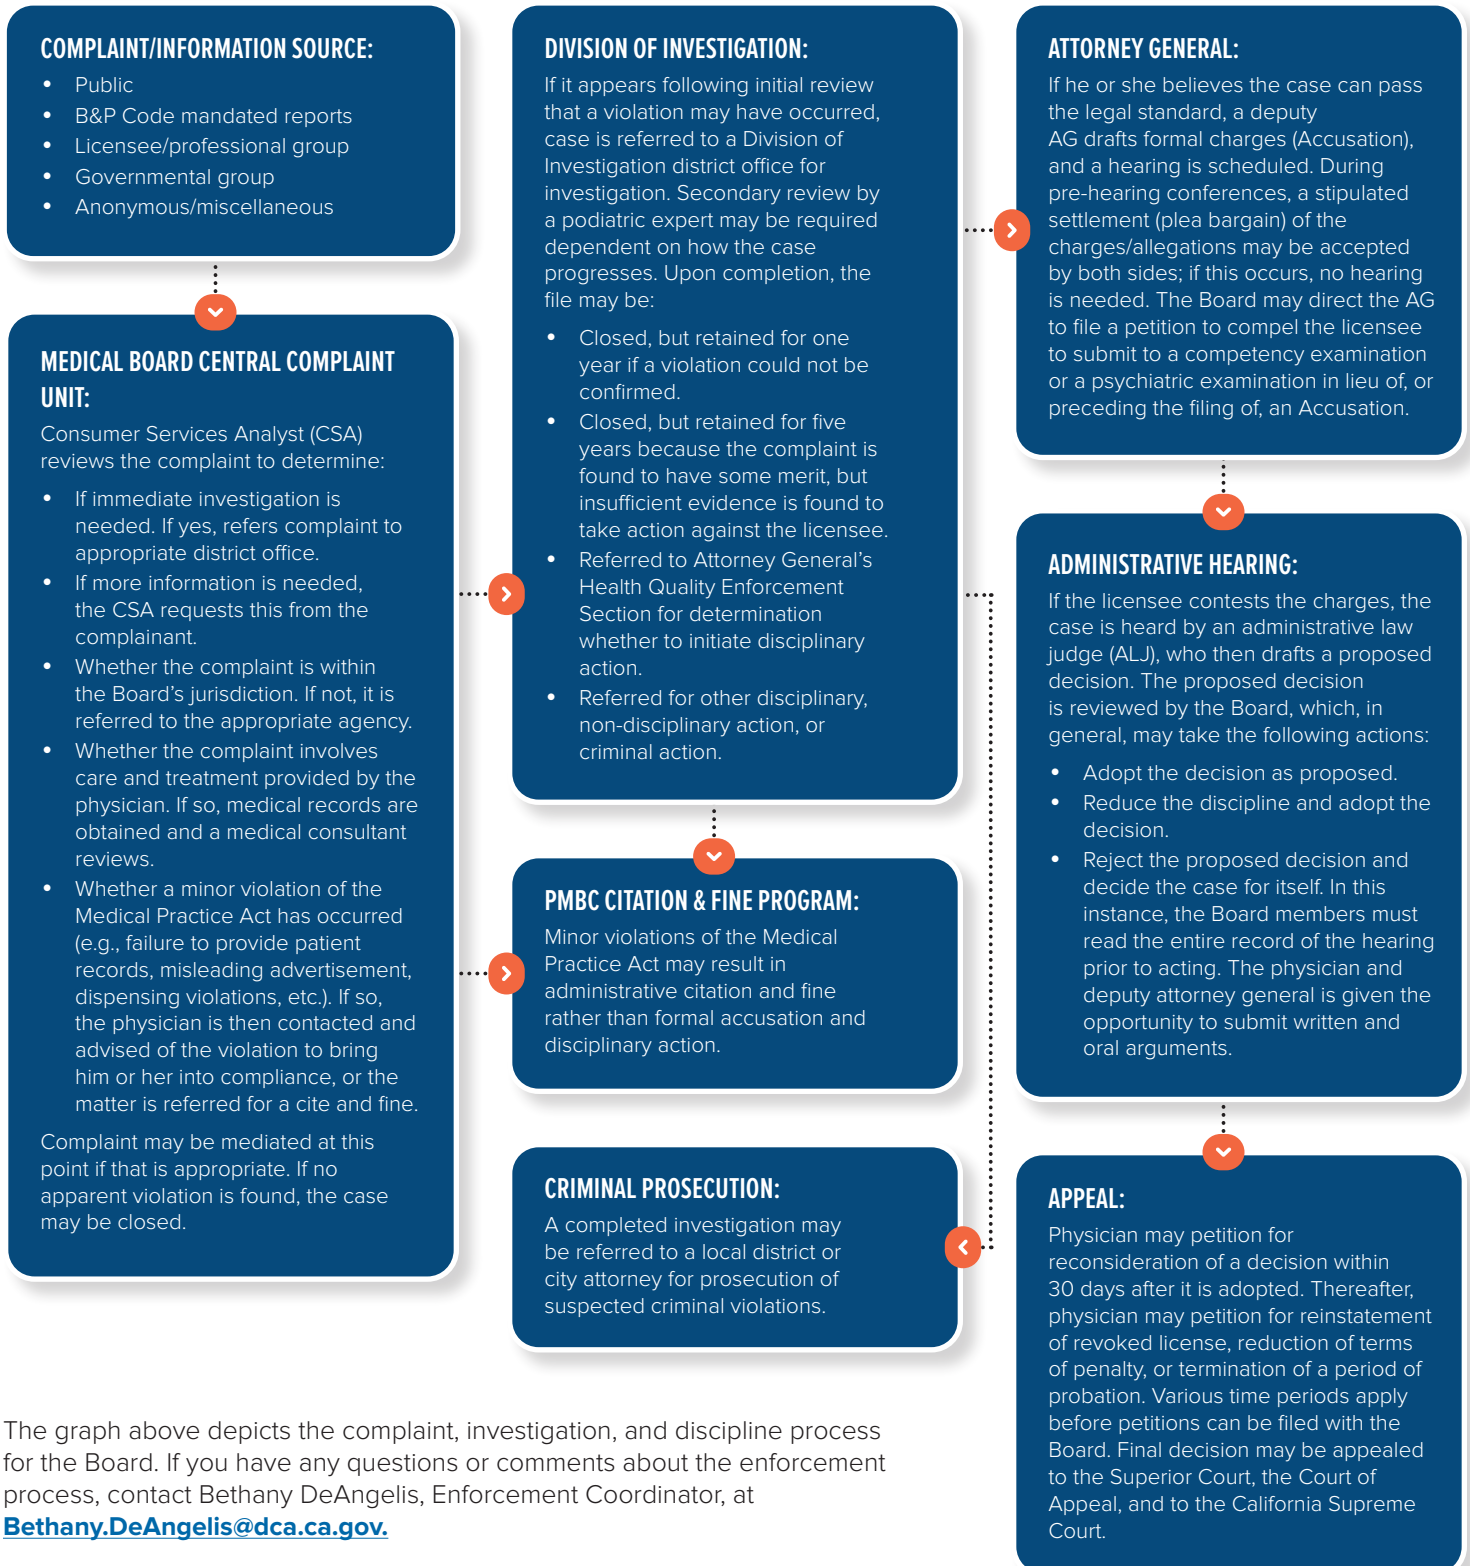 COMPLAINT/INFORMATION SOURCE:
• Public
• B&P Code mandated reports
• Licensee/professional group
• Governmental group
• Anonymous/miscellaneous
MEDICAL BOARD CENTRAL COMPLAINT
UNIT:
Consumer Services Analyst (CSA)
reviews the complaint to determine:
• If immediate investigation is
needed. If yes, refers complaint to
appropriate district office.
• If more information is needed,
the CSA requests this from the
complainant.
• Whether the complaint is within
the Board's jurisdiction. If not, it is
referred to the appropriate agency.
• Whether the complaint involves
care and treatment provided by the
physician. If so, medical records are
obtained and a medical consultant
reviews.
• Whether a minor violation of the
Medical Practice Act has occurred
(e.g., failure to provide patient
records, misleading advertisement,
dispensing violations, etc.). If so,
the physician is then contacted and
advised of the violation to bring
him or her into compliance, or the
matter is referred for a cite and fine.
Complaint may be mediated at this
point if that is appropriate. If no
apparent violation is found, the case
may be closed.
DIVISION OF INVESTIGATION:
If it appears following initial review
that a violation may have occurred,
case is referred to a Division of
Investigation district office for
investigation. Secondary review by
a podiatric expert may be required
dependent on how the case
progresses. Upon completion, the
file may be:
• Closed, but retained for one
year if a violation could not be
confirmed.
• Closed, but retained for five
years because the complaint is
found to have some merit, but
insufficient evidence is found to
take action against the licensee.
• Referred to Attorney General's
Health Quality Enforcement
Section for determination
whether to initiate disciplinary
action.
• Referred for other disciplinary,
non-disciplinary action, or
criminal action.
PMBC CITATION & FINE PROGRAM:
Minor violations of the Medical
Practice Act may result in
administrative citation and fine
rather than formal accusation and
disciplinary action.
CRIMINAL PROSECUTION:
A completed investigation may
be referred to a local district or
city attorney for prosecution of
suspected criminal violations.
ATTORNEY GENERAL:
If he or she believes the case can pass
the legal standard, a deputy
AG drafts formal charges (Accusation),
and a hearing is scheduled. During
pre-hearing conferences, a stipulated
settlement (plea bargain) of the
charges/allegations may be accepted
by both sides; if this occurs, no hearing
is needed. The Board may direct the AG
to file a petition to compel the licensee
to submit to a competency examination
or a psychiatric examination in lieu of, or
preceding the filing of, an Accusation.
ADMINISTRATIVE HEARING:
If the licensee contests the charges, the
case is heard by an administrative law
judge (ALJ), who then drafts a proposed
decision. The proposed decision
is reviewed by the Board, which, in
general, may take the following actions:
• Adopt the decision as proposed.
• Reduce the discipline and adopt the
decision.
• Reject the proposed decision and
decide the case for itself. In this
instance, the Board members must
read the entire record of the hearing
prior to acting. The physician and
deputy attorney general is given the
opportunity to submit written and
oral arguments.
APPEAL:
Physician may petition for
reconsideration of a decision within
30 days after it is adopted. Thereafter,
physician may petition for reinstatement
of revoked license, reduction of terms
of penalty, or termination of a period of
probation. Various time periods apply
before petitions can be filed with the
Board. Final decision may be appealed
to the Superior Court, the Court of
Appeal, and to the California Supreme
Court.
The graph above depicts the complaint, investigation, and discipline process
for the Board. If you have any questions or comments about the enforcement
process, contact Bethany DeAngelis, Enforcement Coordinator, at
Bethany.DeAngelis@dca.ca.gov.